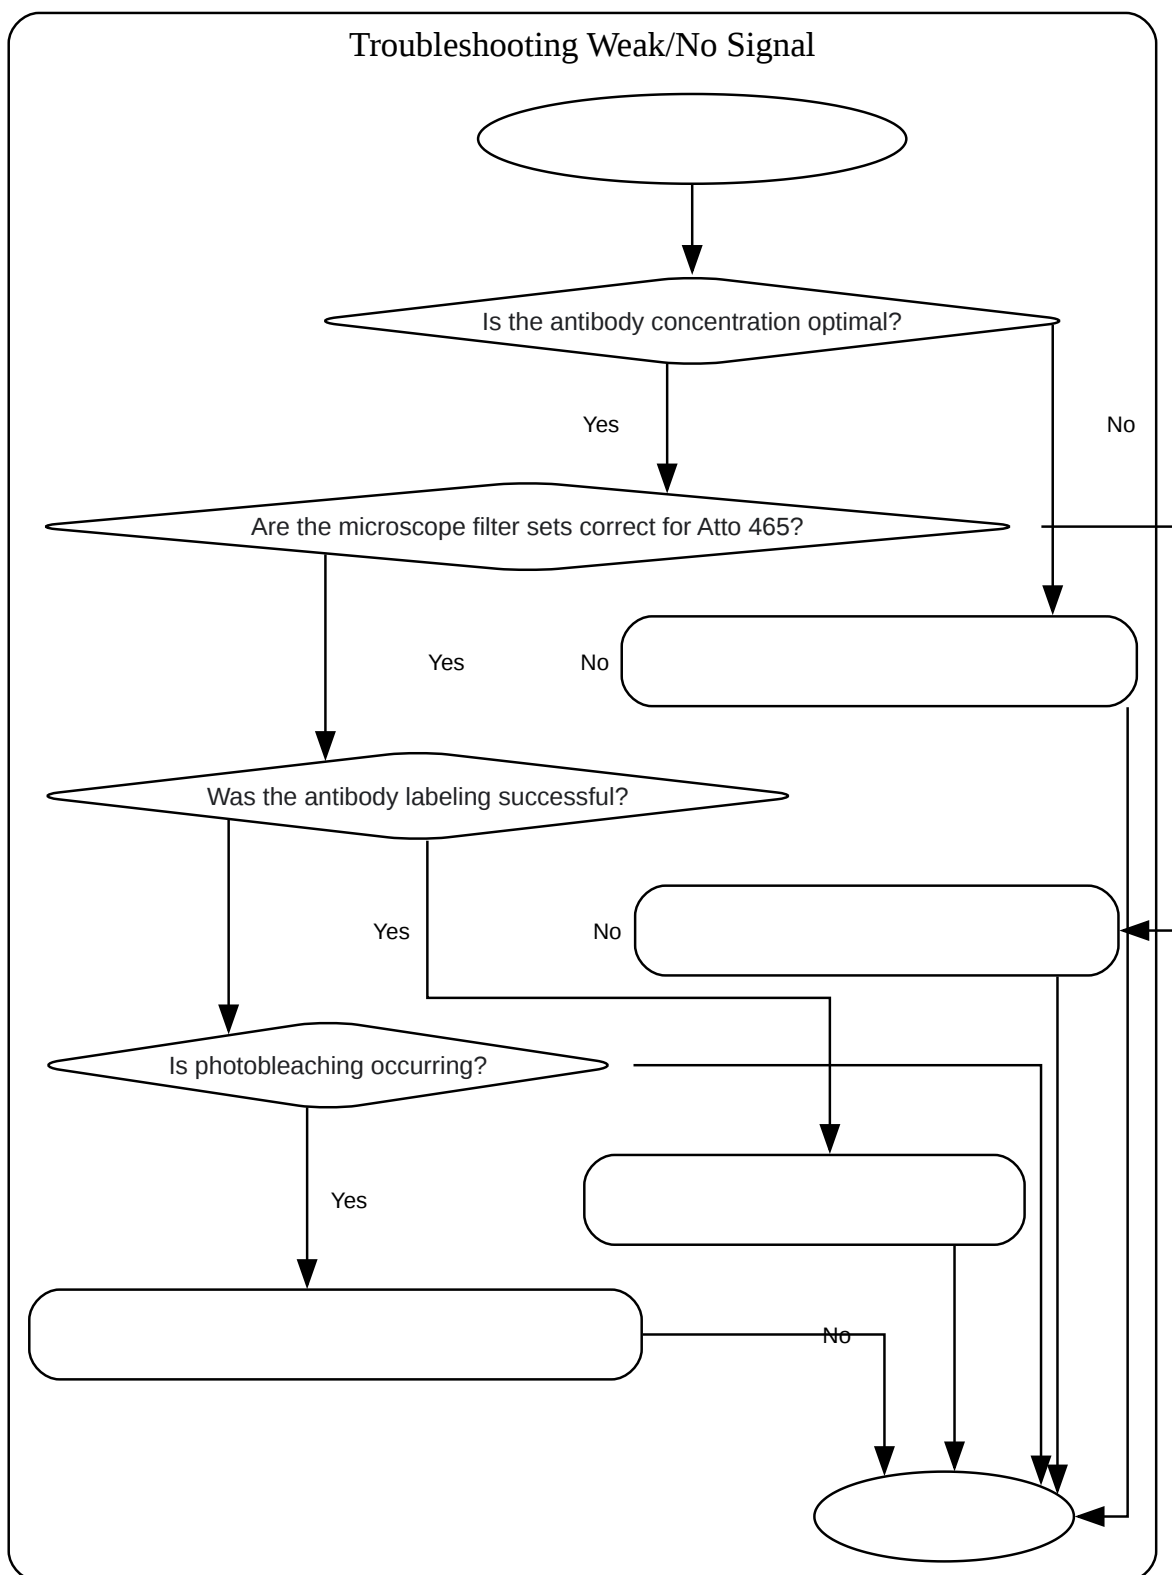 Troubleshooting Weak/No Signal
Is the antibody concentration optimal?
Yes
No
Are the microscope filter sets correct for Atto 465?
Yes
No
Was the antibody labeling successful?
Yes
No
Is photobleaching occurring?
Yes
No